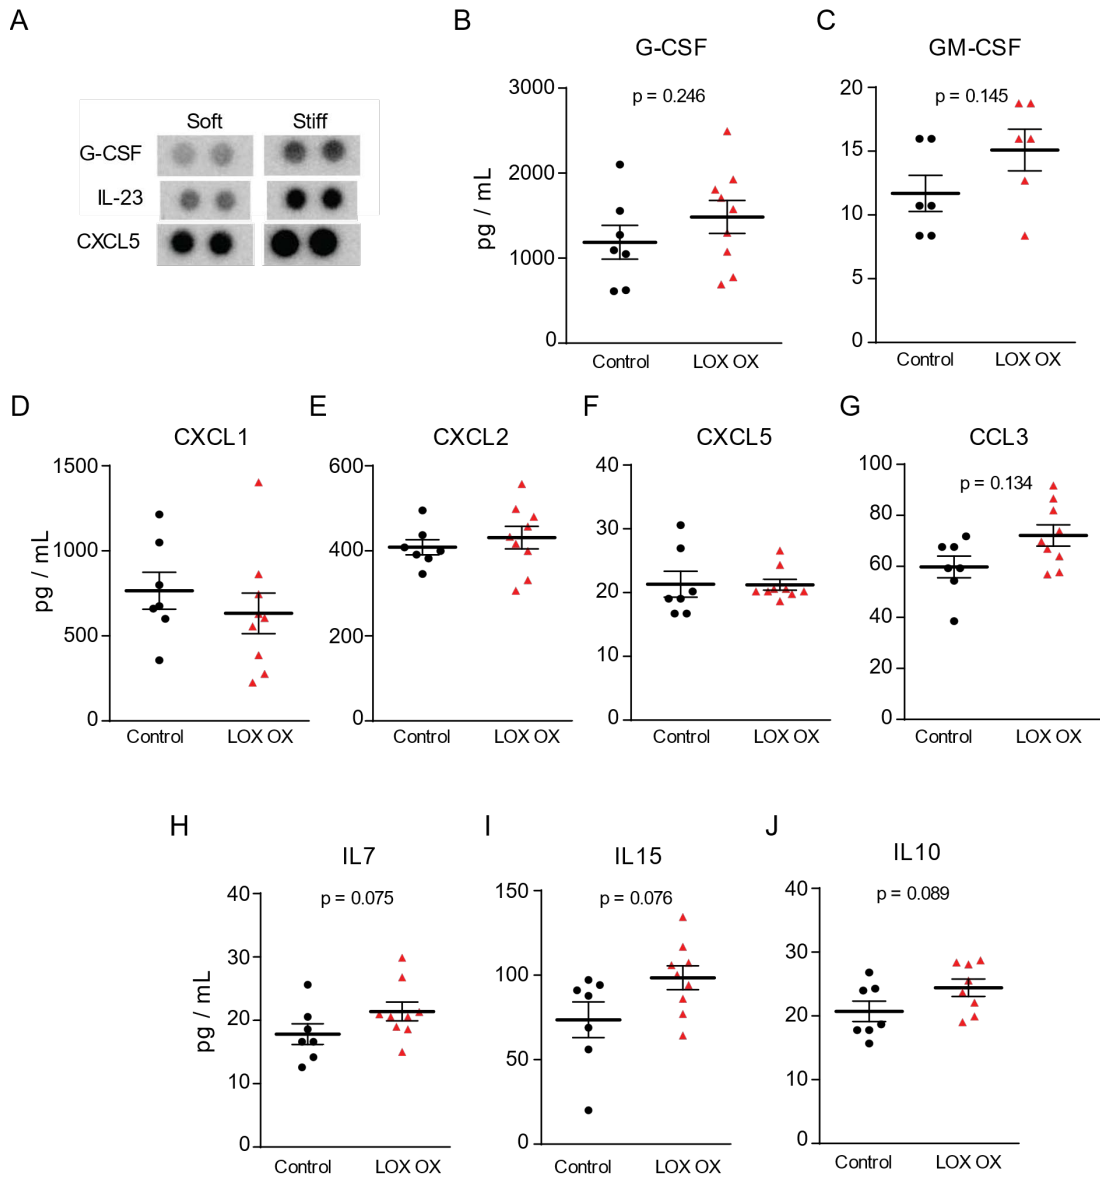 A
Soft Stiff
G-CSF
IL-23
CXCL5
B
G-CSF
p = 0.246
3000
2000
1000
0
pg / mL
Control LOX OX
C
GM-CSF
p = 0.145
20
15
10
5
0
Control LOX OX
D
CXCL1
1500
1000
500
0
pg / mL
Control LOX OX
E
CXCL2
600
400
200
0
Control LOX OX
F
CXCL5
40
30
20
10
0
Control LOX OX
G
CCL3
p = 0.134
100
80
60
40
20
0
Control LOX OX
H
IL7
p = 0.075
40
30
20
10
0
pg / mL
Control LOX OX
I
IL15
p = 0.076
150
100
50
0
Control LOX OX
J
IL10
p = 0.089
40
30
20
10
0
Control LOX OX